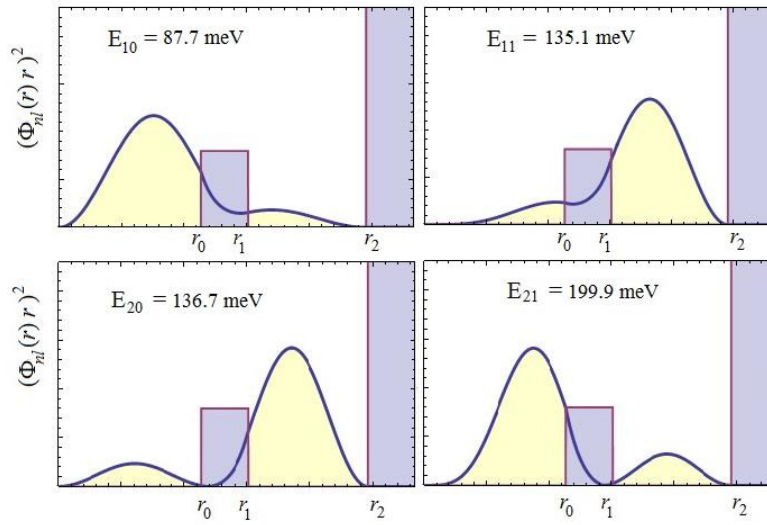 E₁₀ = 87.7 meV
(Φₙₗ(r) r)²
r₀ r₁ r₂
E₁₁ = 135.1 meV
r₀ r₁ r₂
E₂₀ = 136.7 meV
(Φₙₗ(r) r)²
r₀ r₁ r₂
E₂₁ = 199.9 meV
r₀ r₁ r₂